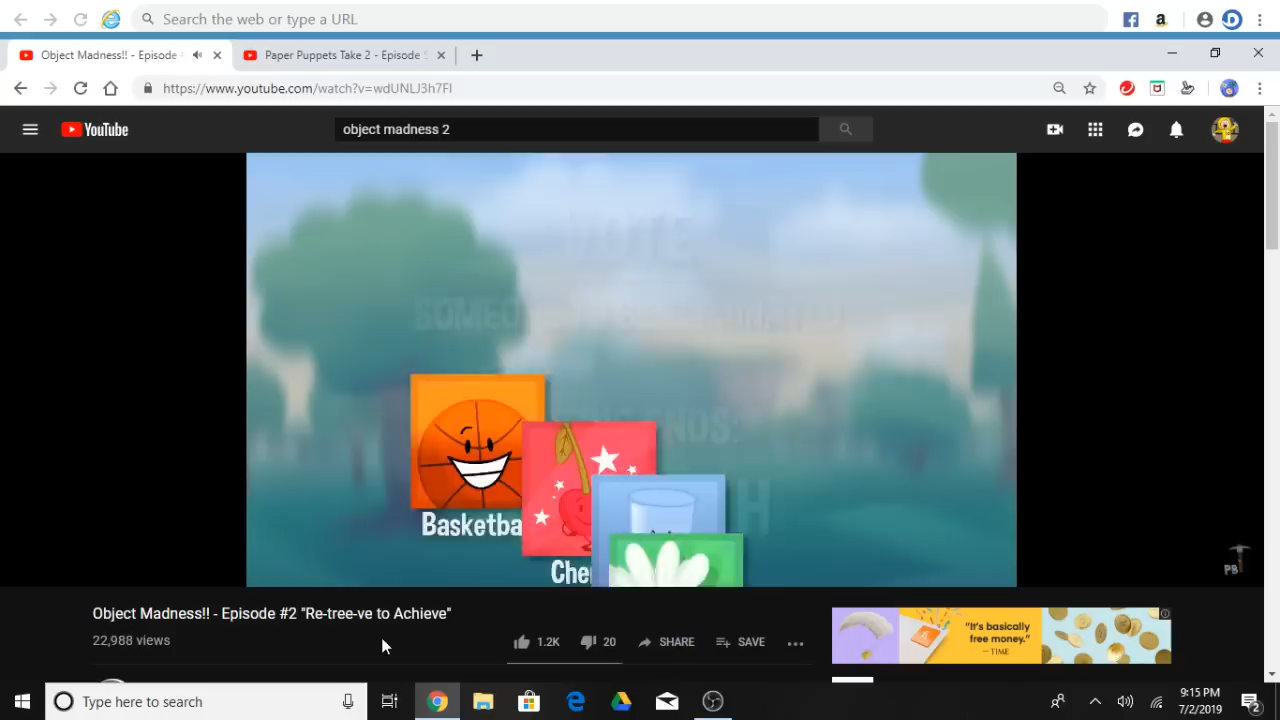 Search the web or type a URL
Object Madness!! - Episode
Paper Puppets Take 2 - Episode
https://www.youtube.com/watch?v=wdUNLJ3h7FI
YouTube
object madness 2
VOTE
ENDS:
Basketba
Che
PB
Object Madness!! - Episode #2 "Re-tree-ve to Achieve"
22,988 views
1.2K
20
SHARE
SAVE
"It's basically
free money."
— TIME
Type here to search
9:15 PM
7/2/2019
2